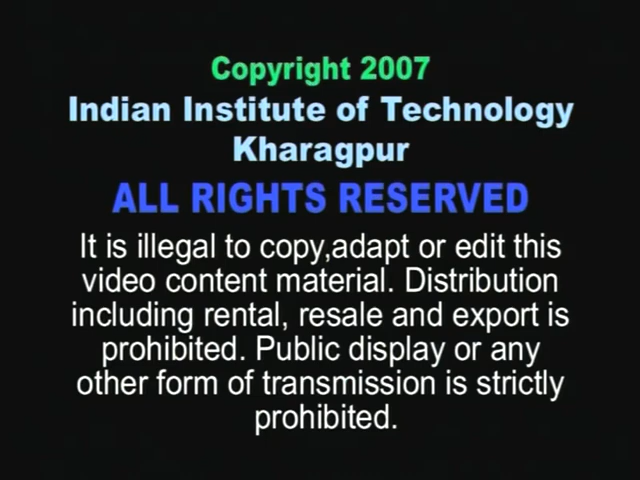 Copyright 2007
Indian Institute of Technology
Kharagpur
ALL RIGHTS RESERVED
It is illegal to copy,adapt or edit this
video content material. Distribution
including rental, resale and export is
prohibited. Public display or any
other form of transmission is strictly
prohibited.